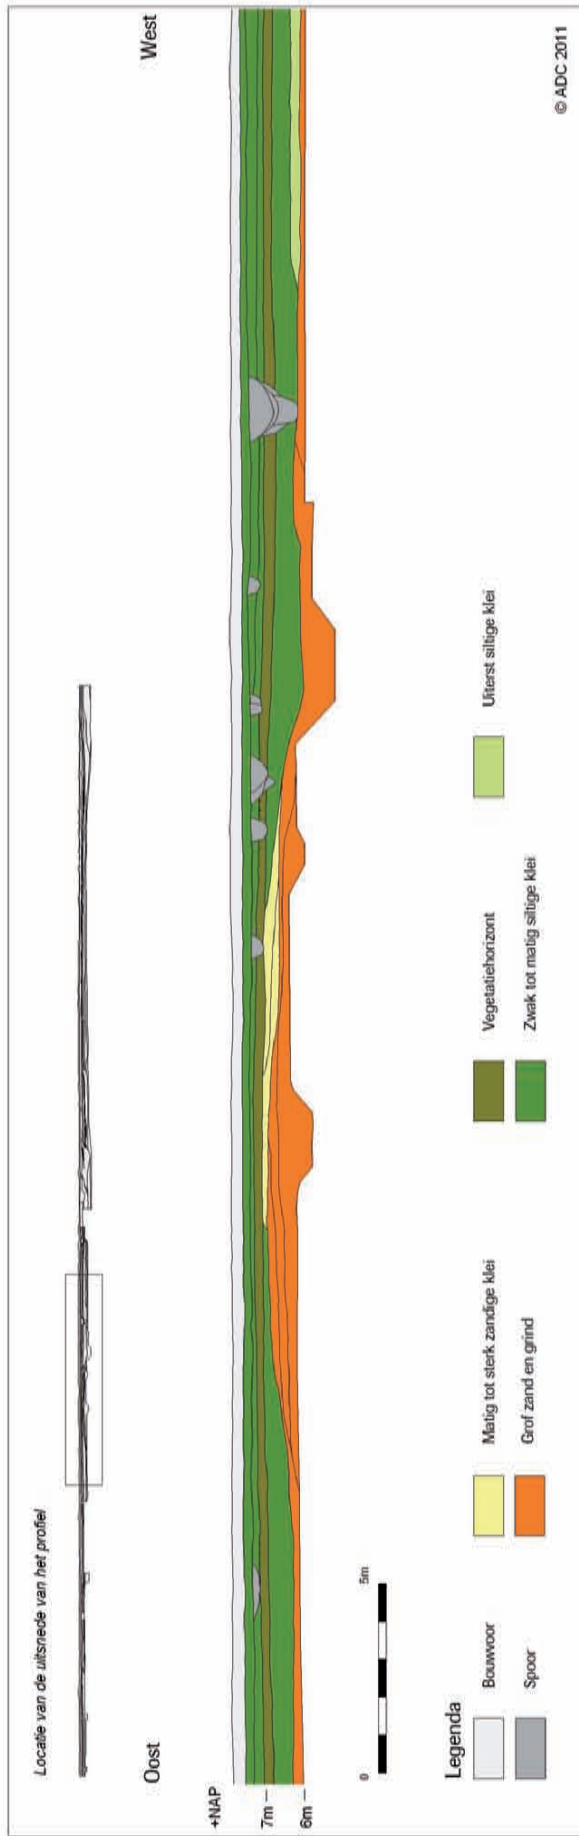 Locatie van de uitsnede van het profiel
Oost
West
+NAP
7m
6m
0
5m
Legenda
Bouwvoor
Spoor
Matig tot sterk zandige klei
Grof zand en grind
Vegetatiehorizont
Zwak tot matig siltige klei
Uiterst siltige klei
© ADC 2011